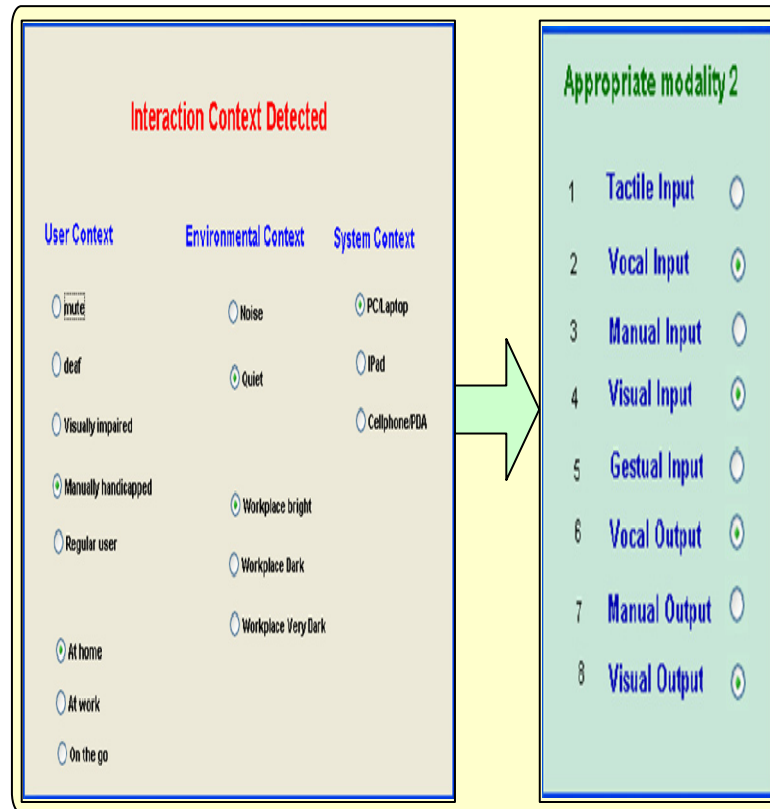 Interaction Context Detected
User Context
mute
deaf
Visually impaired
Manually handicapped
Regular user
At home
At work
On the go
Environmental Context
Noise
Quiet
Workplace bright
Workplace Dark
Workplace Very Dark
System Context
PC/Laptop
IPad
Cellphone/PDA
Appropriate modality 2
1 Tactile Input
2 Vocal Input
3 Manual Input
4 Visual Input
5 Gestual Input
6 Vocal Output
7 Manual Output
8 Visual Output